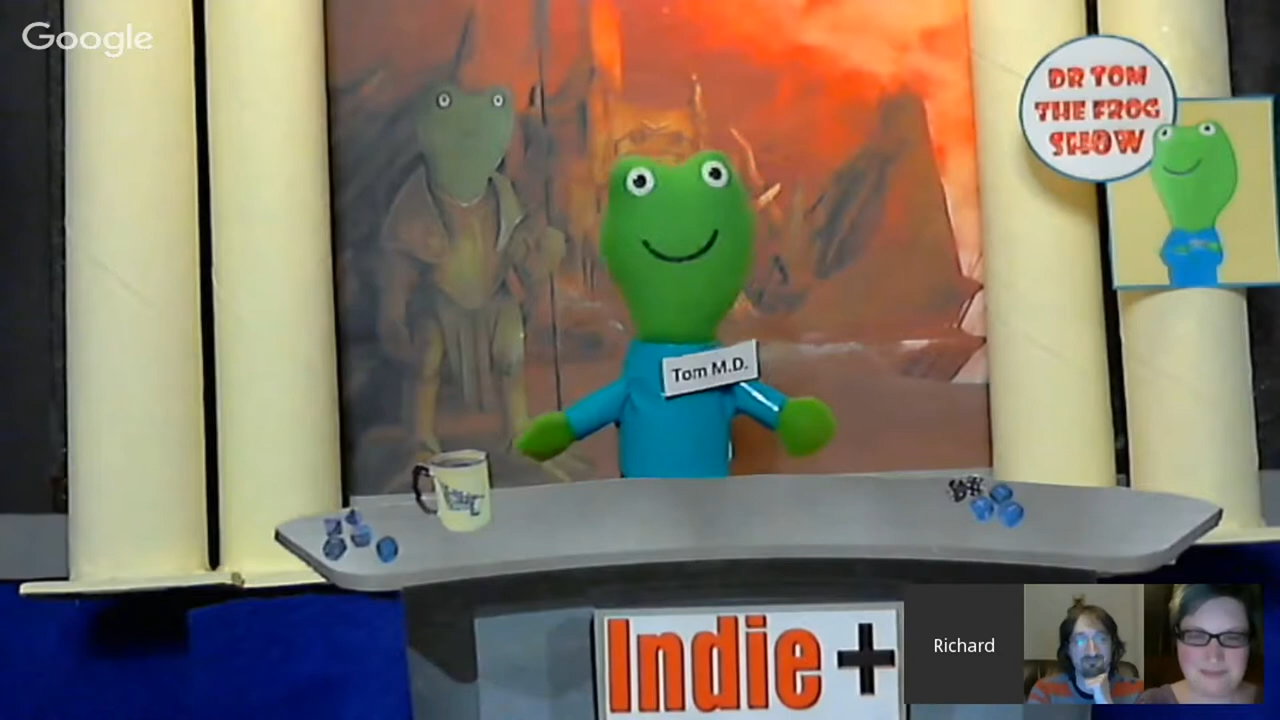 Google
DR TOM
THE FROG
SHOW
Tom M.D.
Indie+
Richard